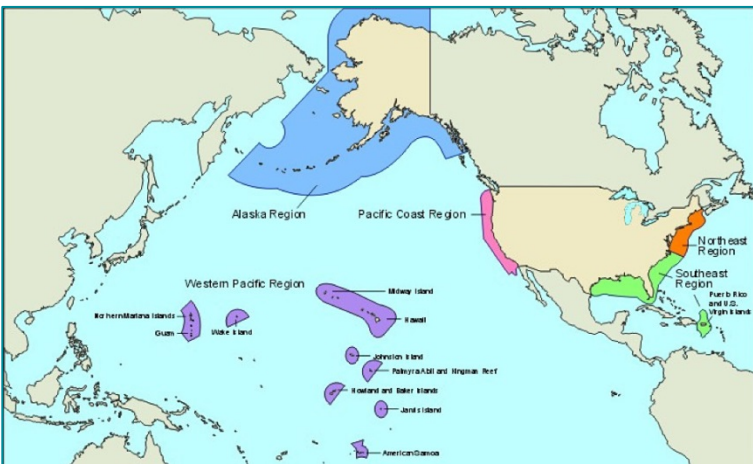 Alaska Region
Pacific Coast Region
Northeast
Region
Southeast
Region
Puerto Rico
and U.S.
Virgin Islands
Western Pacific Region
Midway Island
Hawaii
Northern Mariana Islands
Guam
Wake Island
Johnston Island
Palmyra Atoll and Kingman Reef
Howland and Baker Islands
Jarvis Island
American Samoa